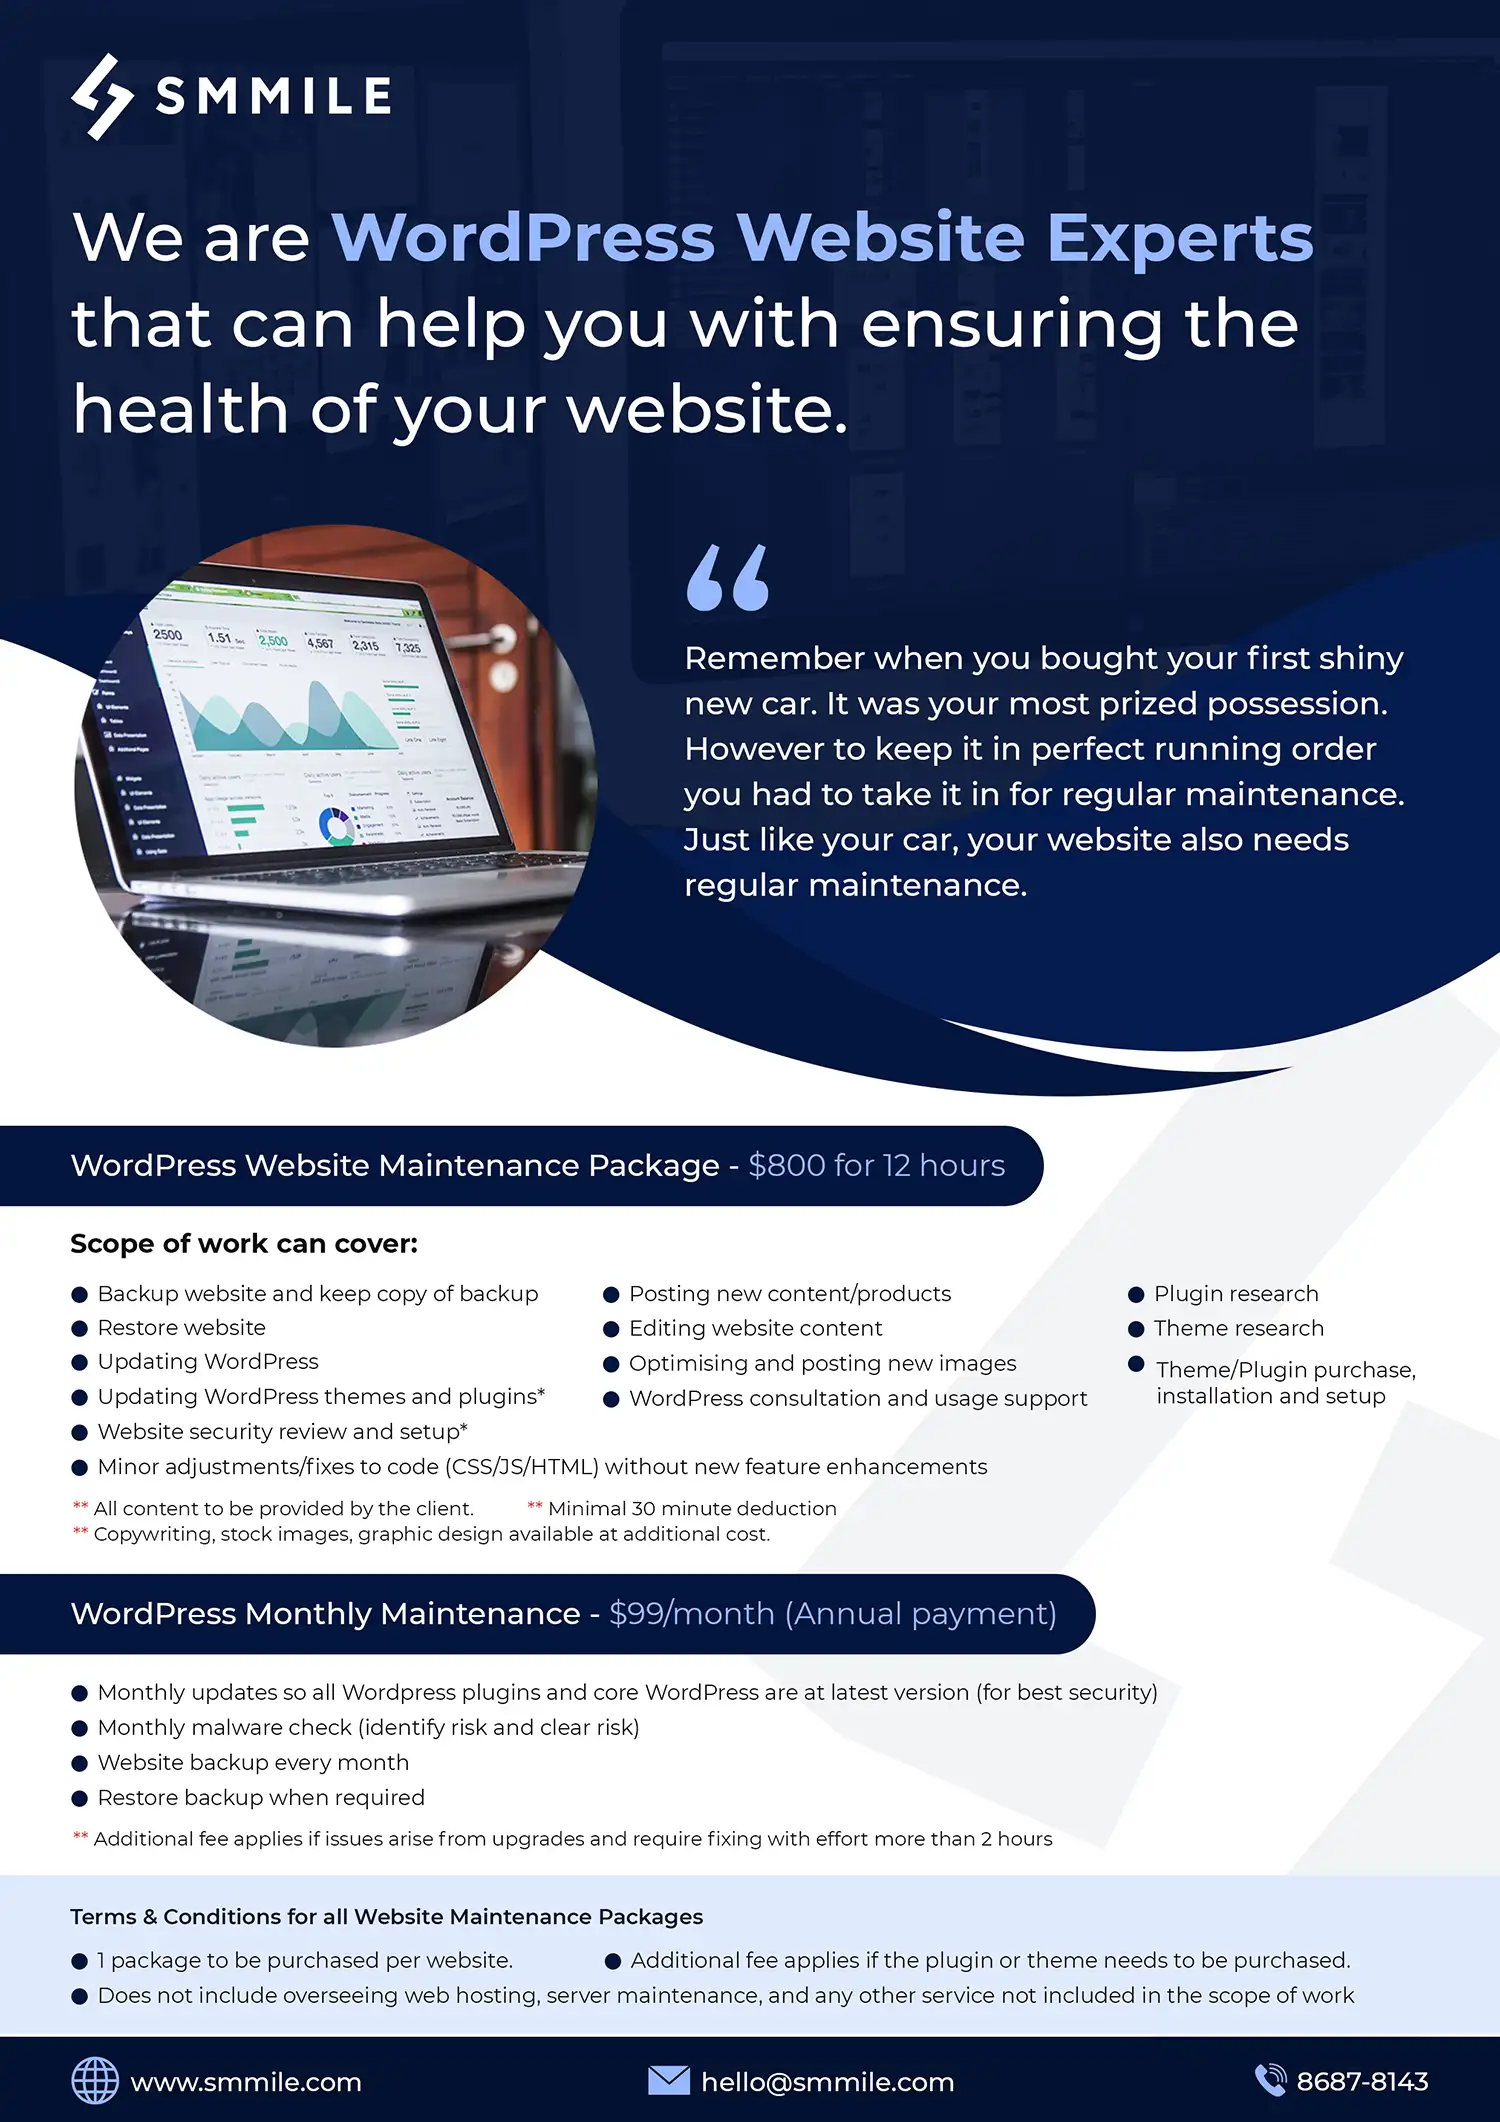 SMMILE
We are WordPress Website Experts
that can help you with ensuring the
health of your website.
2500
1.51
2,500
4,567
2,315
7,325
Remember when you bought your first shiny
new car. It was your most prized possession.
However to keep it in perfect running order
you had to take it in for regular maintenance.
Just like your car, your website also needs
regular maintenance.
WordPress Website Maintenance Package - $800 for 12 hours
Scope of work can cover:
Backup website and keep copy of backup
Restore website
Updating WordPress
Updating WordPress themes and plugins*
Website security review and setup*
Minor adjustments/fixes to code (CSS/JS/HTML) without new feature enhancements
Posting new content/products
Editing website content
Optimising and posting new images
WordPress consultation and usage support
Plugin research
Theme research
Theme/Plugin purchase,
installation and setup
** All content to be provided by the client. ** Minimal 30 minute deduction
** Copywriting, stock images, graphic design available at additional cost.
WordPress Monthly Maintenance - $99/month (Annual payment)
Monthly updates so all Wordpress plugins and core WordPress are at latest version (for best security)
Monthly malware check (identify risk and clear risk)
Website backup every month
Restore backup when required
** Additional fee applies if issues arise from upgrades and require fixing with effort more than 2 hours
Terms & Conditions for all Website Maintenance Packages
1 package to be purchased per website.
Additional fee applies if the plugin or theme needs to be purchased.
Does not include overseeing web hosting, server maintenance, and any other service not included in the scope of work
www.smmile.com
hello@smmile.com
8687-8143